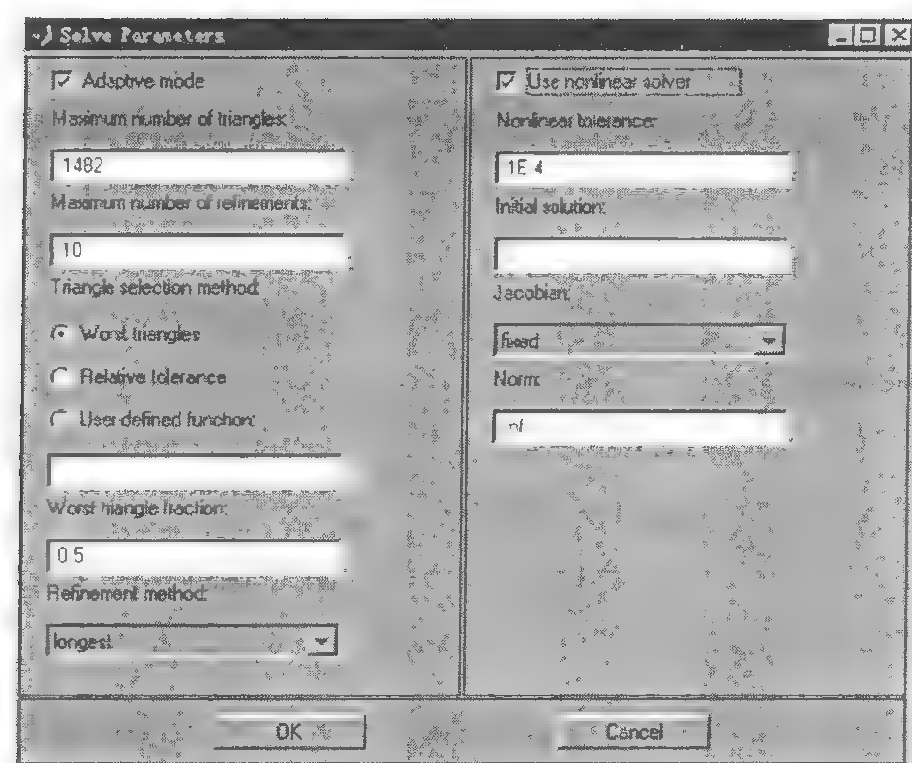 Solve Parameters
Adaptive mode
Maximum number of triangles:
1482
Maximum number of refinements:
10
Triangle selection method:
Worst triangles
Relative tolerance
User defined function:
Worst triangle fraction:
0.5
Refinement method:
longest
Use nonlinear solver
Nonlinear tolerance:
1E-4
Initial solution:
Jacobian:
fixed
Norm:
OK
Cancel